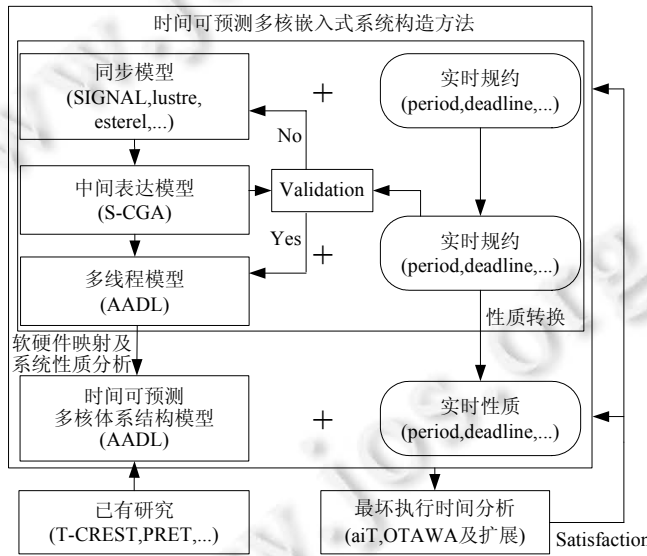 时间可预测多核嵌入式系统构造方法
同步模型
(SIGNAL,lustre,
esterel,...)
+
实时规约
(period,deadline,...)
No
中间表达模型
(S-CGA)
Validation
Yes
+
实时规约
(period,deadline,...)
多线程模型
(AADL)
软硬件映射及
系统性质分析
性质转换
时间可预测
多核体系结构模型
(AADL)
+
实时性质
(period,deadline,...)
已有研究
(T-CREST,PRET,...)
最坏执行时间分析
(aiT,OTAWA及扩展)
Satisfaction